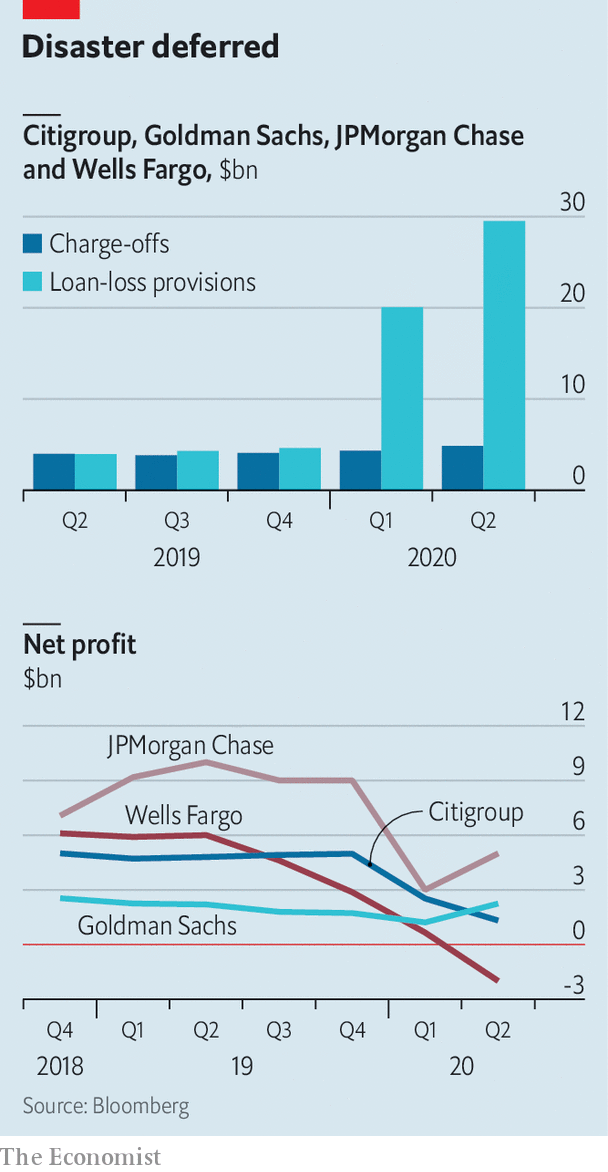 Disaster deferred
Citigroup, Goldman Sachs, JPMorgan Chase
and Wells Fargo, $bn
30
Charge-offs
Loan-loss provisions
20
10
0
Q2 Q3 Q4 Q1 Q2
2019 2020
Net profit
$bn
12
JPMorgan Chase
9
Wells Fargo
Citigroup
6
3
Goldman Sachs
0
-3
Q4 Q1 Q2 Q3 Q4 Q1 Q2
2018 19 20
Source: Bloomberg
The Economist